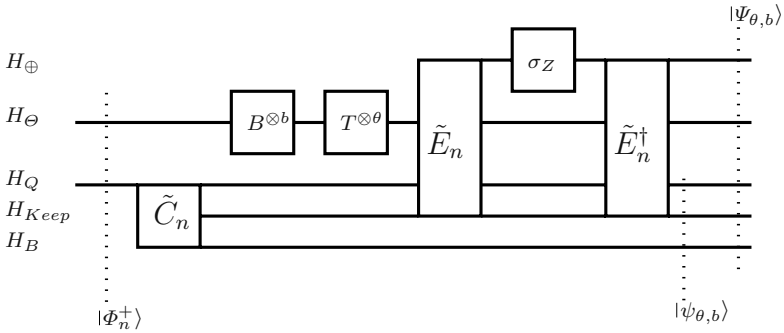 |Ψ_{θ,b}⟩
H_⊕ σ_Z
H_Θ B^{⊗b} T^{⊗θ} Ẽ_n Ẽ_n^†
H_Q
H_{Keep} C̃_n
H_B
|Φ_n^+⟩ |ψ_{θ,b}⟩